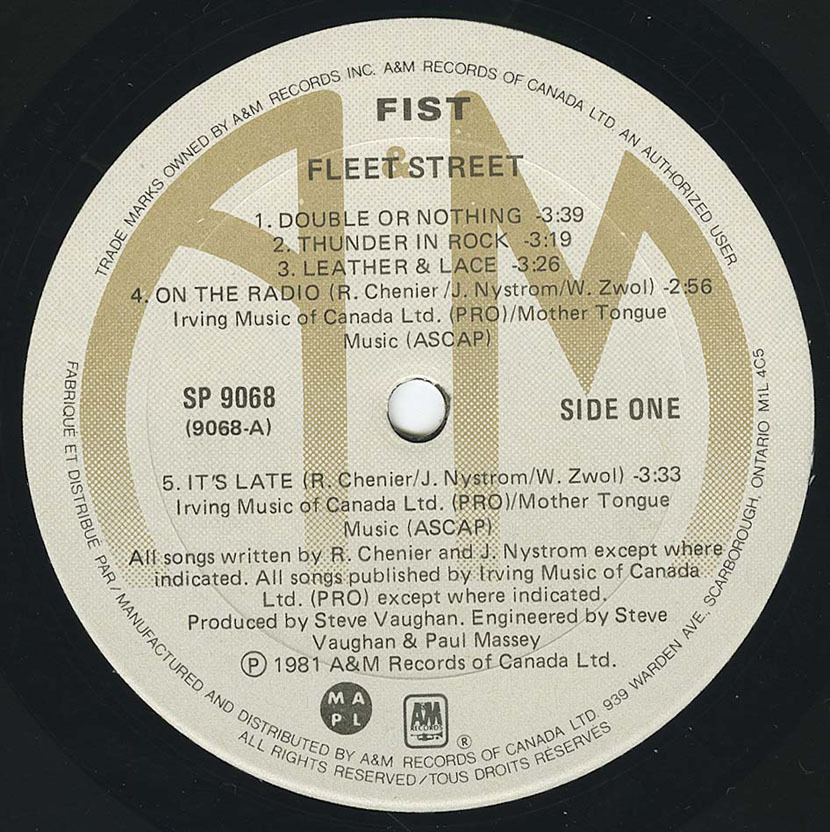 TRADE MARKS OWNED BY A&M RECORDS INC. A&M RECORDS OF CANADA LTD. AN AUTHORIZED USER.
FIST
FLEET STREET
1. DOUBLE OR NOTHING -3:39
2. THUNDER IN ROCK -3:19
3. LEATHER & LACE -3:26
4. ON THE RADIO (R. Chenier /J. Nystrom/W. Zwol) -2:56
Irving Music of Canada Ltd. (PRO)/Mother Tongue
Music (ASCAP)
SP 9068
(9068-A)
SIDE ONE
5. IT'S LATE (R. Chenier/J. Nystrom/W. Zwol) -3:33
Irving Music of Canada Ltd. (PRO)/Mother Tongue
Music (ASCAP)
All songs written by R. Chenier and J. Nystrom except where
indicated. All songs published by Irving Music of Canada
Ltd. (PRO) except where indicated.
Produced by Steve Vaughan. Engineered by Steve
Vaughan & Paul Massey
Ⓟ 1981 A&M Records of Canada Ltd.
MA
PL
A&M
RECORDS
®
FABRIQUÉ ET DISTRIBUÉ PAR / MANUFACTURED AND DISTRIBUTED BY A&M RECORDS OF CANADA LTD. 939 WARDEN AVE., SCARBOROUGH, ONTARIO M1L 4C5
ALL RIGHTS RESERVED/TOUS DROITS RÉSERVÉS
A&M